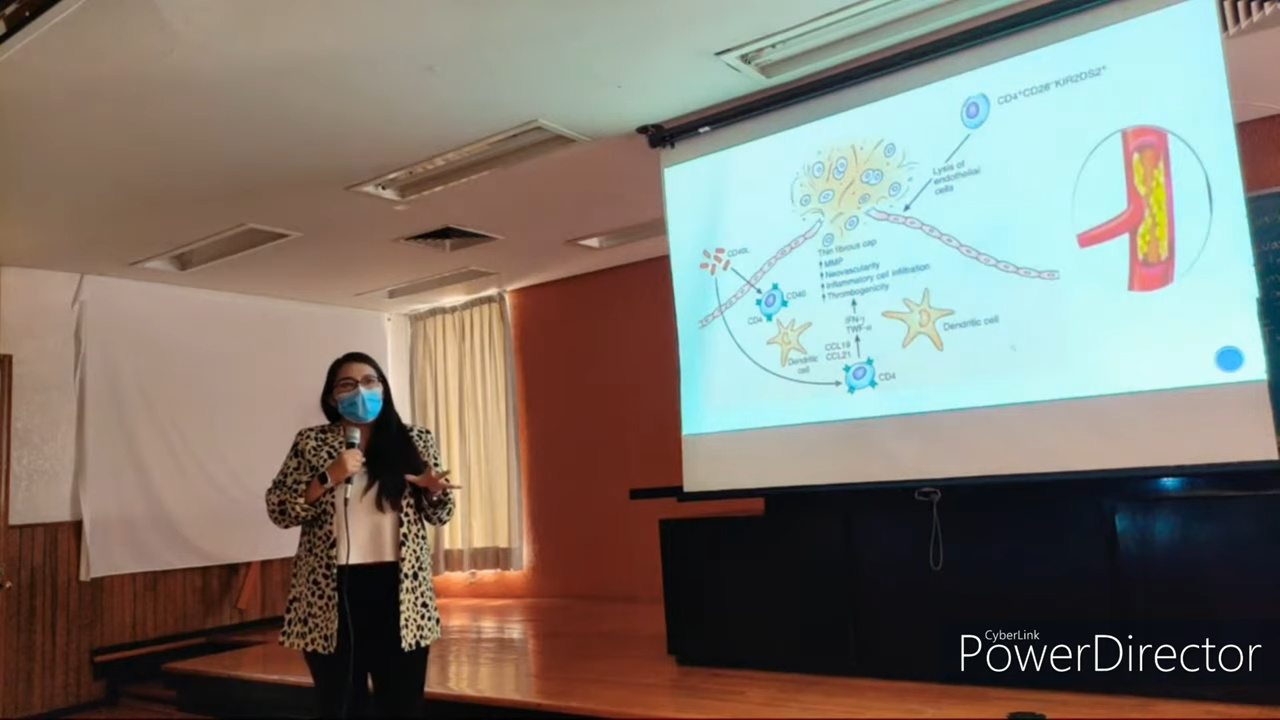 CD4⁺CD28⁻KIR2DS2⁺
Lysis of
endothelial
cells
Thin fibrous cap
MMP
Neovascularity
Inflammatory cell infiltration
Thrombogenicity
CD40L
CD40
CD4
IFN-γ
TWF-α
Dendritic cell
Dendritic
cell
CCL19
CCL21
CD4
CyberLink
PowerDirector